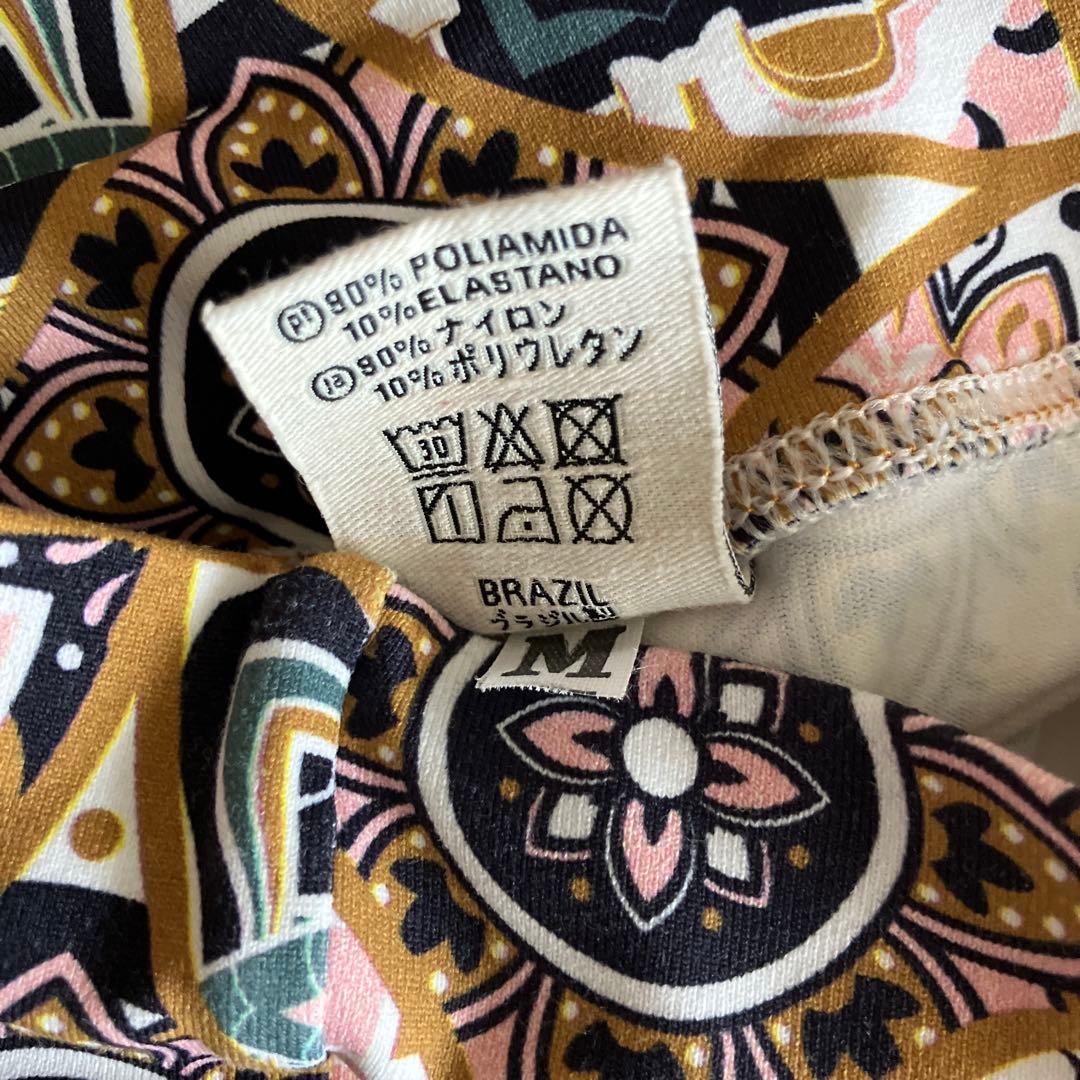 pt 90% POLIAMIDA
10% ELASTANO
ja 90% ナイロン
10% ポリウレタン
30
BRAZIL
ブラジル製
M